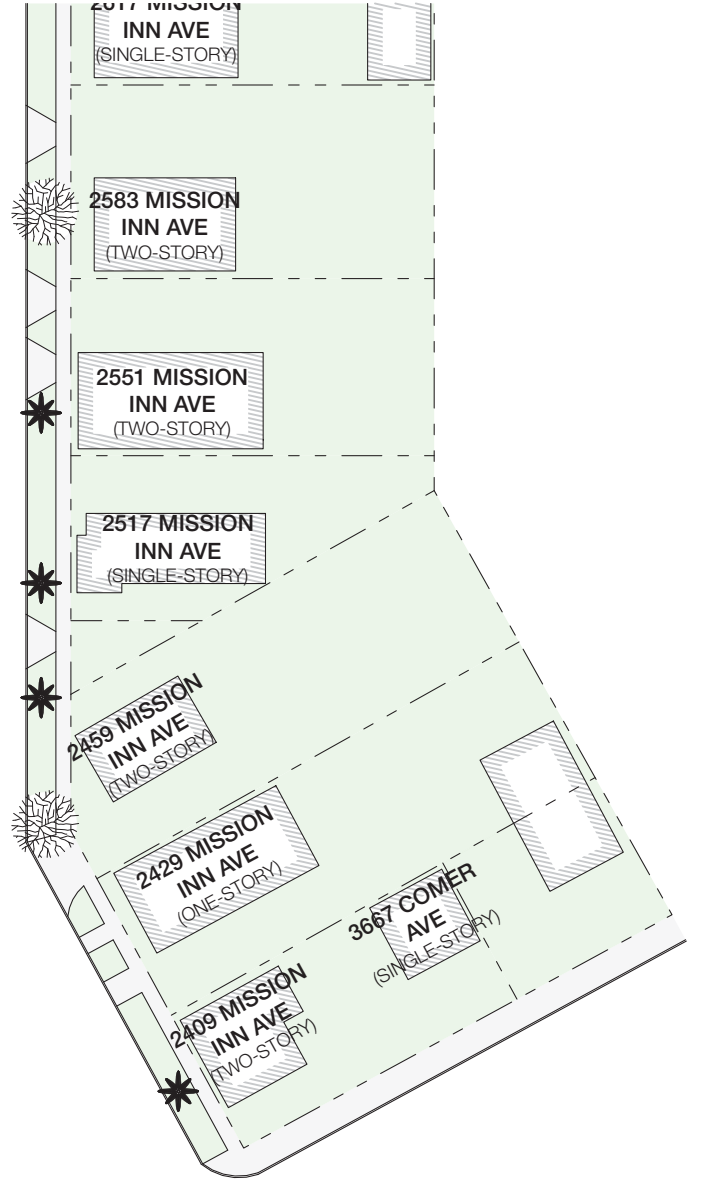 2617 MISSION
INN AVE
(SINGLE-STORY)
2583 MISSION
INN AVE
(TWO-STORY)
2551 MISSION
INN AVE
(TWO-STORY)
2517 MISSION
INN AVE
(SINGLE-STORY)
2459 MISSION
INN AVE
(TWO-STORY)
2429 MISSION
INN AVE
(ONE-STORY)
3667 COMER
AVE
(SINGLE-STORY)
2409 MISSION
INN AVE
(TWO-STORY)